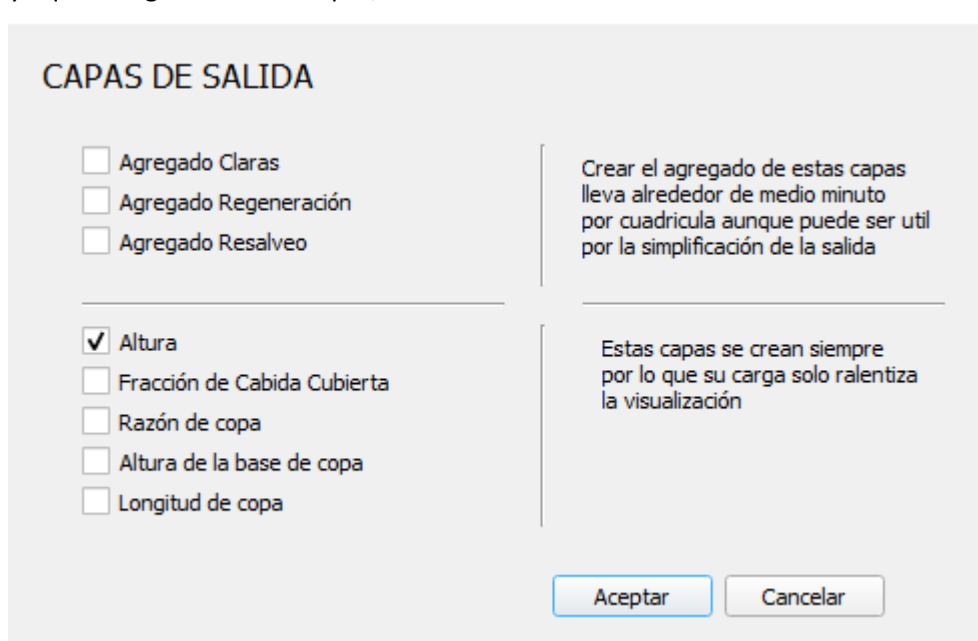 CAPAS DE SALIDA
Agregado Claras
Agregado Regeneración
Agregado Resalveo
Crear el agregado de estas capas
lleva alrededor de medio minuto
por cuadricula aunque puede ser util
por la simplificación de la salida
Altura
Fracción de Cabida Cubierta
Razón de copa
Altura de la base de copa
Longitud de copa
Estas capas se crean siempre
por lo que su carga solo ralentiza
la visualización
Aceptar
Cancelar